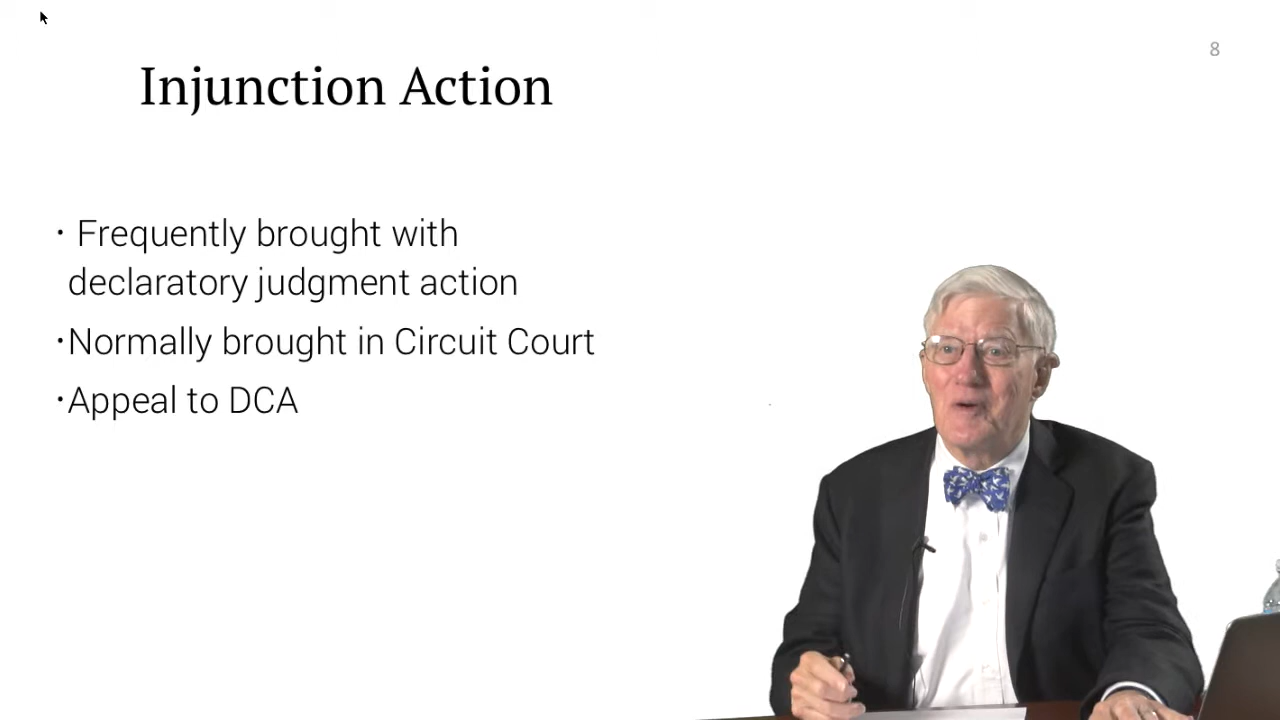 8
Injunction Action
· Frequently brought with
declaratory judgment action
·Normally brought in Circuit Court
·Appeal to DCA